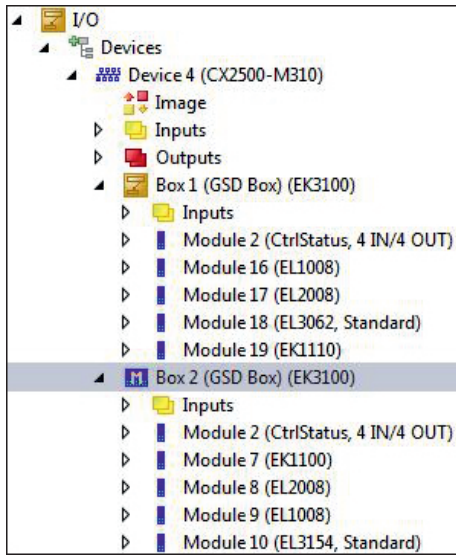 I/O
Devices
Device 4 (CX2500-M310)
Image
Inputs
Outputs
Box 1 (GSD Box) (EK3100)
Inputs
Module 2 (CtrlStatus, 4 IN/4 OUT)
Module 16 (EL1008)
Module 17 (EL2008)
Module 18 (EL3062, Standard)
Module 19 (EK1110)
Box 2 (GSD Box) (EK3100)
Inputs
Module 2 (CtrlStatus, 4 IN/4 OUT)
Module 7 (EK1100)
Module 8 (EL2008)
Module 9 (EL1008)
Module 10 (EL3154, Standard)